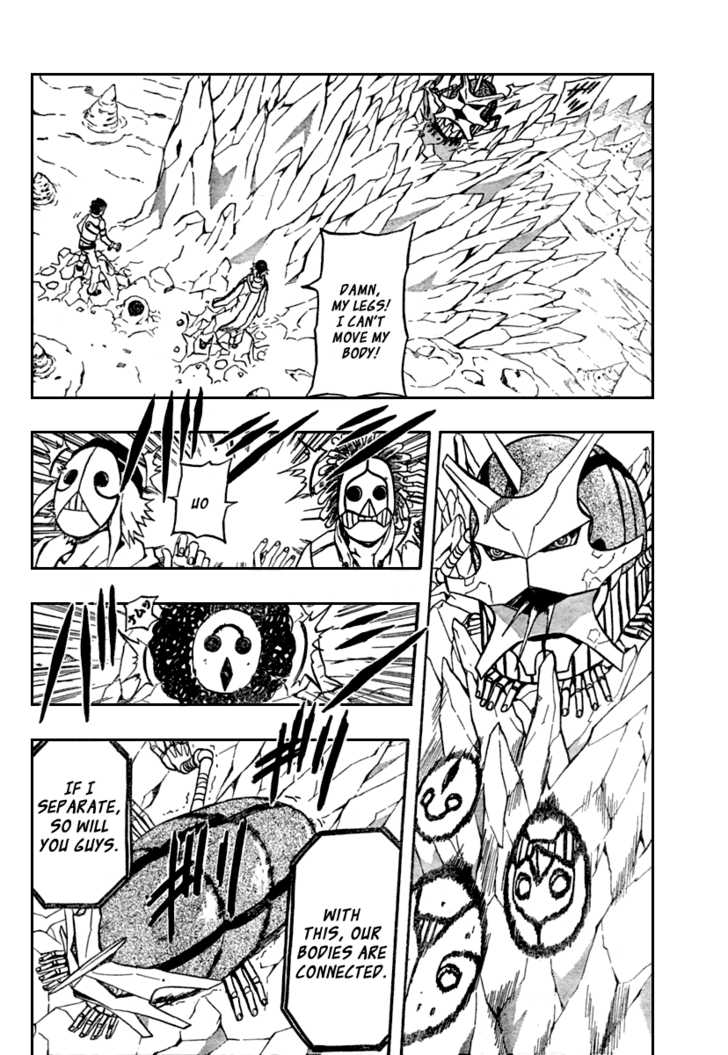 DAMN,
MY LEGS!
I CAN'T
MOVE MY
BODY!
UO
WITH
THIS, OUR
BODIES ARE
CONNECTED.
IF I
SEPARATE,
SO WILL
YOU GUYS.